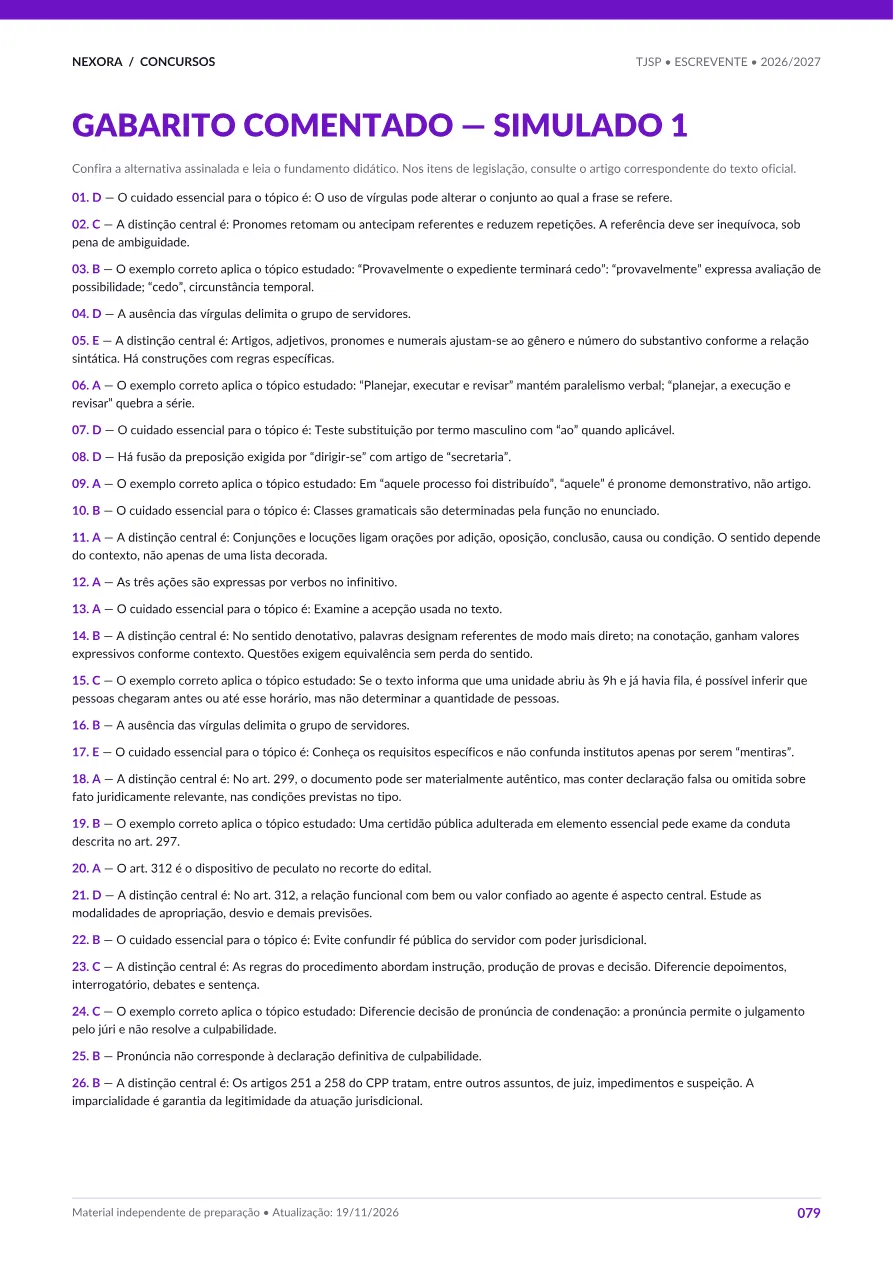 NEXORA / CONCURSOS
TJSP • ESCREVENTE • 2026/2027
GABARITO COMENTADO — SIMULADO 1
Confira a alternativa assinalada e leia o fundamento didático. Nos itens de legislação, consulte o artigo correspondente do texto oficial.
01. D — O cuidado essencial para o tópico é: O uso de vírgulas pode alterar o conjunto ao qual a frase se refere.
02. C — A distinção central é: Pronomes retomam ou antecipam referentes e reduzem repetições. A referência deve ser inequívoca, sob
pena de ambiguidade.
03. B — O exemplo correto aplica o tópico estudado: “Provavelmente o expediente terminará cedo”: “provavelmente” expressa avaliação de
possibilidade; “cedo”, circunstância temporal.
04. D — A ausência das vírgulas delimita o grupo de servidores.
05. E — A distinção central é: Artigos, adjetivos, pronomes e numerais ajustam-se ao gênero e número do substantivo conforme a relação
sintática. Há construções com regras específicas.
06. A — O exemplo correto aplica o tópico estudado: “Planejar, executar e revisar” mantém paralelismo verbal; “planejar, a execução e
revisar” quebra a série.
07. D — O cuidado essencial para o tópico é: Teste substituição por termo masculino com “ao” quando aplicável.
08. D — Há fusão da preposição exigida por “dirigir-se” com artigo de “secretaria”.
09. A — O exemplo correto aplica o tópico estudado: Em “aquele processo foi distribuído”, “aquele” é pronome demonstrativo, não artigo.
10. B — O cuidado essencial para o tópico é: Classes gramaticais são determinadas pela função no enunciado.
11. A — A distinção central é: Conjunções e locuções ligam orações por adição, oposição, conclusão, causa ou condição. O sentido depende
do contexto, não apenas de uma lista decorada.
12. A — As três ações são expressas por verbos no infinitivo.
13. A — O cuidado essencial para o tópico é: Examine a acepção usada no texto.
14. B — A distinção central é: No sentido denotativo, palavras designam referentes de modo mais direto; na conotação, ganham valores
expressivos conforme contexto. Questões exigem equivalência sem perda do sentido.
15. C — O exemplo correto aplica o tópico estudado: Se o texto informa que uma unidade abriu às 9h e já havia fila, é possível inferir que
pessoas chegaram antes ou até esse horário, mas não determinar a quantidade de pessoas.
16. B — A ausência das vírgulas delimita o grupo de servidores.
17. E — O cuidado essencial para o tópico é: Conheça os requisitos específicos e não confunda institutos apenas por serem “mentiras”.
18. A — A distinção central é: No art. 299, o documento pode ser materialmente autêntico, mas conter declaração falsa ou omitida sobre
fato juridicamente relevante, nas condições previstas no tipo.
19. B — O exemplo correto aplica o tópico estudado: Uma certidão pública adulterada em elemento essencial pede exame da conduta
descrita no art. 297.
20. A — O art. 312 é o dispositivo de peculato no recorte do edital.
21. D — A distinção central é: No art. 312, a relação funcional com bem ou valor confiado ao agente é aspecto central. Estude as
modalidades de apropriação, desvio e demais previsões.
22. B — O cuidado essencial para o tópico é: Evite confundir fé pública do servidor com poder jurisdicional.
23. C — A distinção central é: As regras do procedimento abordam instrução, produção de provas e decisão. Diferencie depoimentos,
interrogatório, debates e sentença.
24. C — O exemplo correto aplica o tópico estudado: Diferencie decisão de pronúncia de condenação: a pronúncia permite o julgamento
pelo júri e não resolve a culpabilidade.
25. B — Pronúncia não corresponde à declaração definitiva de culpabilidade.
26. B — A distinção central é: Os artigos 251 a 258 do CPP tratam, entre outros assuntos, de juiz, impedimentos e suspeição. A
imparcialidade é garantia da legitimidade da atuação jurisdicional.
Material independente de preparação • Atualização: 19/11/2026
079